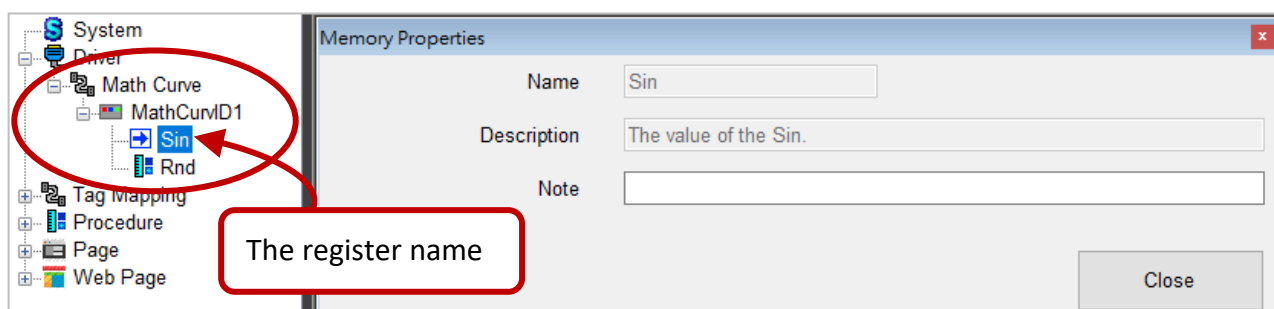 System
Driver
Math Curve
MathCurvID1
Sin
Rnd
Tag Mapping
Procedure
Page
Web Page
The register name
Memory Properties
x
Name
Sin
Description
The value of the Sin.
Note
Close